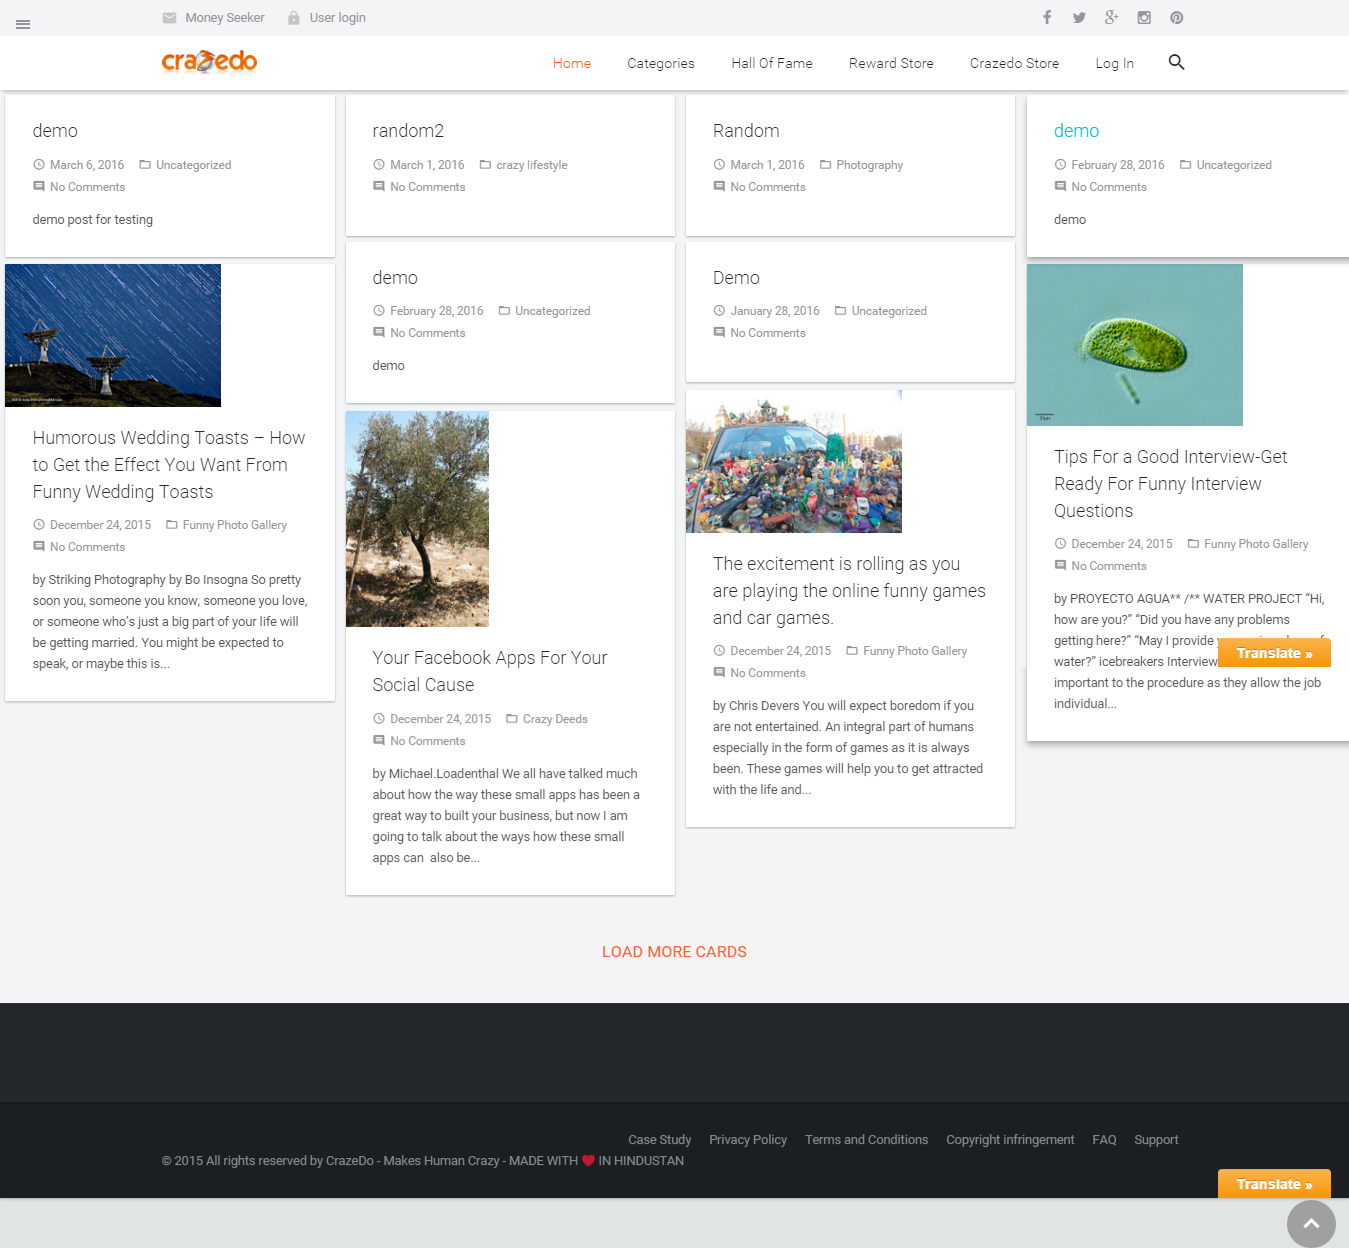 Money Seeker
User login
crazedo
Home
Categories
Hall Of Fame
Reward Store
Crazedo Store
Log In
demo
March 6, 2016
Uncategorized
No Comments
demo post for testing
random2
March 1, 2016
crazy lifestyle
No Comments
Random
March 1, 2016
Photography
No Comments
demo
February 28, 2016
Uncategorized
No Comments
demo
Humorous Wedding Toasts – How
to Get the Effect You Want From
Funny Wedding Toasts
December 24, 2015
Funny Photo Gallery
No Comments
by Striking Photography by Bo Insogna So pretty
soon you, someone you know, someone you love,
or someone who's just a big part of your life will
be getting married. You might be expected to
speak, or maybe this is...
demo
February 28, 2016
Uncategorized
No Comments
demo
Demo
January 28, 2016
Uncategorized
No Comments
Your Facebook Apps For Your
Social Cause
December 24, 2015
Crazy Deeds
No Comments
by Michael.Loadenthal We all have talked much
about how the way these small apps has been a
great way to built your business, but now I am
going to talk about the ways how these small
apps can  also be...
The excitement is rolling as you
are playing the online funny games
and car games.
December 24, 2015
Funny Photo Gallery
No Comments
by Chris Devers You will expect boredom if you
are not entertained. An integral part of humans
especially in the form of games as it is always
been. These games will help you to get attracted
with the life and...
Tips For a Good Interview-Get
Ready For Funny Interview
Questions
December 24, 2015
Funny Photo Gallery
No Comments
by PROYECTO AGUA** /** WATER PROJECT “Hi,
how are you?” “Did you have any problems
getting here?” “May I provide
water?” icebreakers Interview
important to the procedure as they allow the job
individual...
Translate »
LOAD MORE CARDS
Case Study
Privacy Policy
Terms and Conditions
Copyright infringement
FAQ
Support
© 2015 All rights reserved by CrazeDo - Makes Human Crazy - MADE WITH ❤ IN HINDUSTAN
Translate »